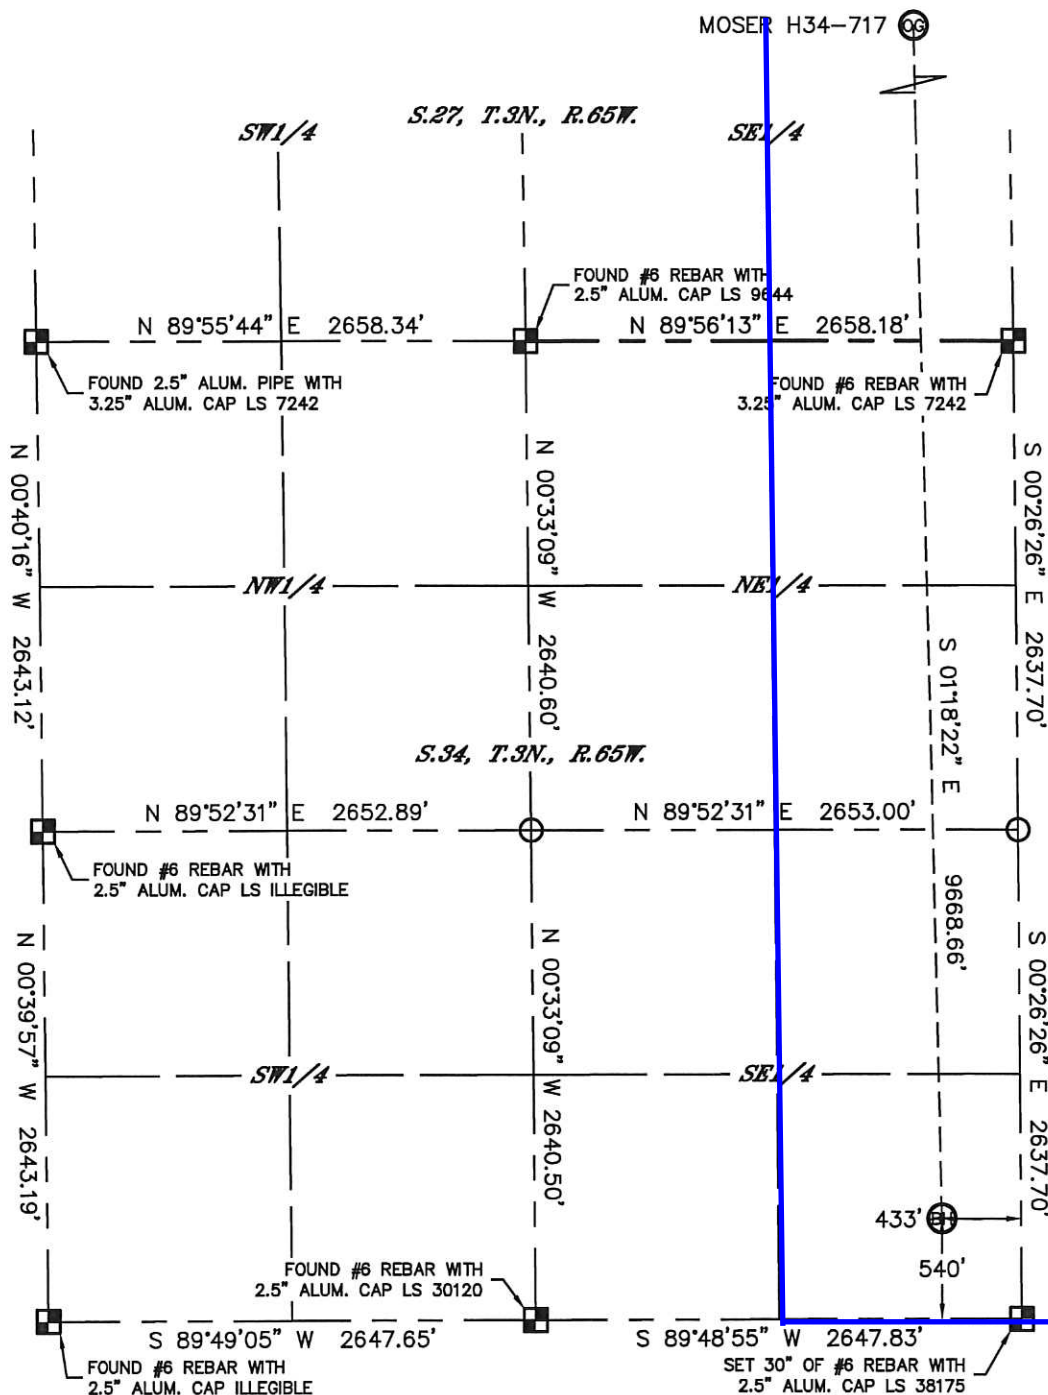 MOSER H34-717 OG
S.27, T.3N., R.65W.
SW1/4
SE1/4
FOUND #6 REBAR WITH
2.5" ALUM. CAP LS 9644
N 89°55'44" E 2658.34'
N 89°56'13" E 2658.18'
FOUND 2.5" ALUM. PIPE WITH
3.25" ALUM. CAP LS 7242
FOUND #6 REBAR WITH
3.25" ALUM. CAP LS 7242
N 00°40'16" W 2643.12'
N 00°33'09" W 2640.60'
S 00°26'26" E 2637.70'
NW1/4
NE1/4
S 01°18'22" E 9668.66'
S.34, T.3N., R.65W.
N 89°52'31" E 2652.89'
N 89°52'31" E 2653.00'
FOUND #6 REBAR WITH
2.5" ALUM. CAP LS ILLEGIBLE
N 00°39'57" W 2643.19'
N 00°33'09" W 2640.50'
S 00°26'26" E 2637.70'
SW1/4
SE1/4
433' BH
540'
FOUND #6 REBAR WITH
2.5" ALUM. CAP LS 30120
S 89°49'05" W 2647.65'
S 89°48'55" W 2647.83'
FOUND #6 REBAR WITH
2.5" ALUM. CAP ILLEGIBLE
SET 30" OF #6 REBAR WITH
2.5" ALUM. CAP LS 38175